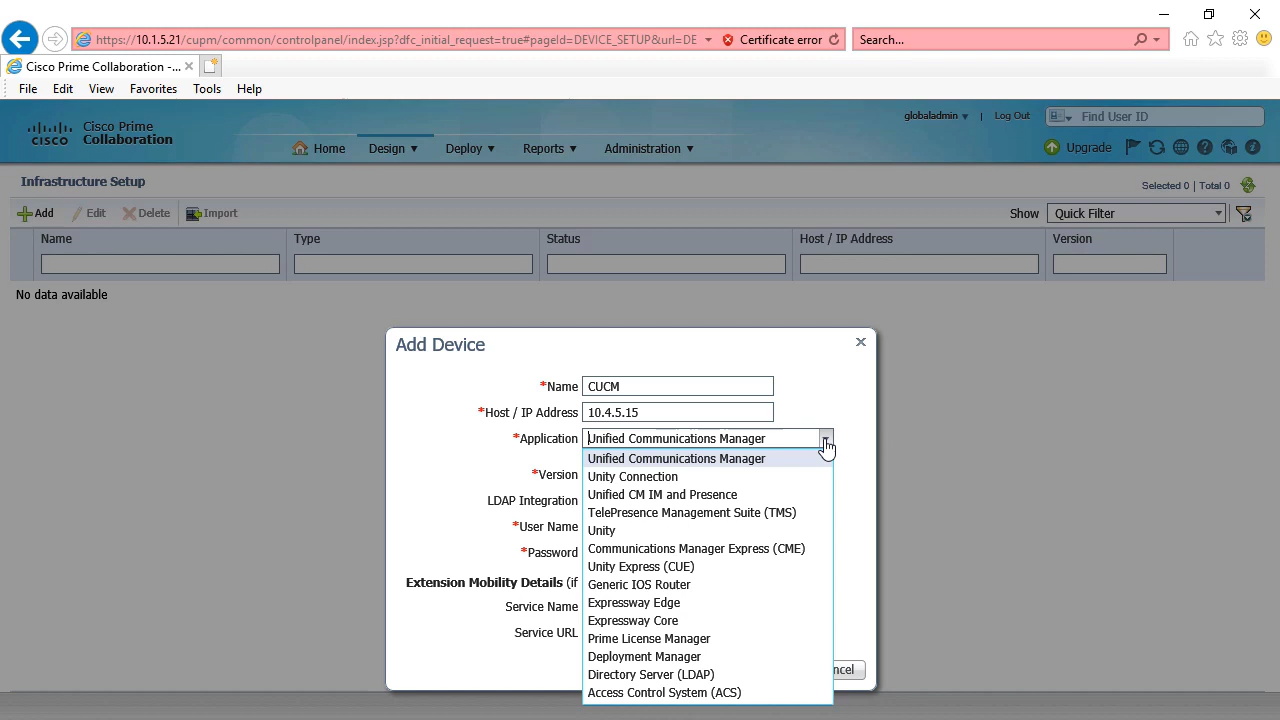 https://10.1.5.21/cupm/common/controlpanel/index.jsp?dfc_initial_request=true#pageId=DEVICE_SETUP&url=DE Certificate error Search...
Cisco Prime Collaboration -...
File Edit View Favorites Tools Help
cisco Cisco Prime Collaboration
globaladmin | Log Out Find User ID
Home Design Deploy Reports Administration Upgrade
Infrastructure Setup
Selected 0 | Total 0
Add Edit Delete Import Show Quick Filter
Name Type Status Host / IP Address Version
No data available
Add Device
*Name CUCM
*Host / IP Address 10.4.5.15
*Application Unified Communications Manager
Unified Communications Manager
*Version Unity Connection
LDAP Integration Unified CM IM and Presence
TelePresence Management Suite (TMS)
*User Name Unity
*Password Communications Manager Express (CME)
Unity Express (CUE)
Extension Mobility Details (if Generic IOS Router
Service Name Expressway Edge
Expressway Core
Service URL Prime License Manager
Deployment Manager
Directory Server (LDAP) ncel
Access Control System (ACS)